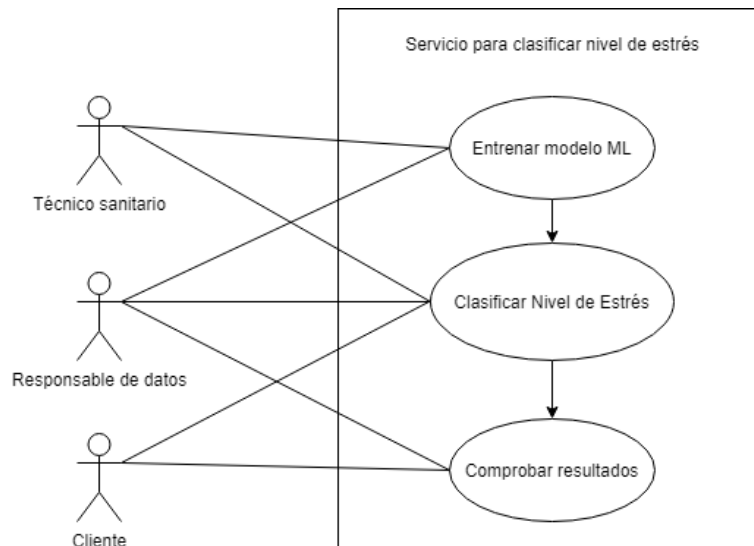 Servicio para clasificar nivel de estrés
Entrenar modelo ML
Técnico sanitario
Clasificar Nivel de Estrés
Responsable de datos
Comprobar resultados
Cliente